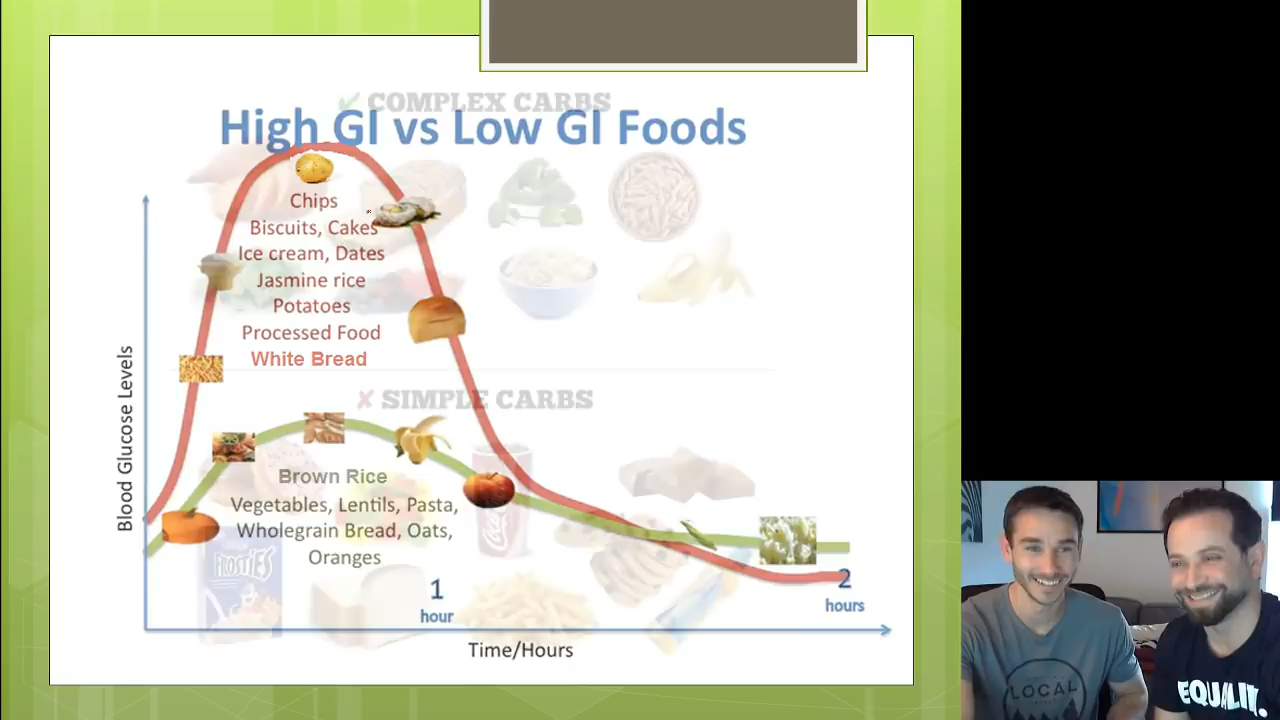 ✓ COMPLEX CARBS
High GI vs Low GI Foods
Chips
Biscuits, Cakes
Ice cream, Dates
Jasmine rice
Potatoes
Processed Food
White Bread
✗ SIMPLE CARBS
Brown Rice
Vegetables, Lentils, Pasta,
Wholegrain Bread, Oats,
Oranges
FROSTIES
1
hour
2
hours
Blood Glucose Levels
Time/Hours
LOCAL